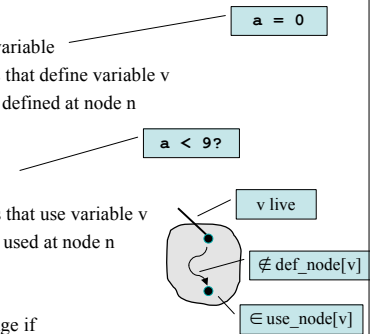 a = 0
variable
s that define variable v
defined at node n
a < 9?
s that use variable v
used at node n
v live
∉ def_node[v]
∈ use_node[v]
ge if